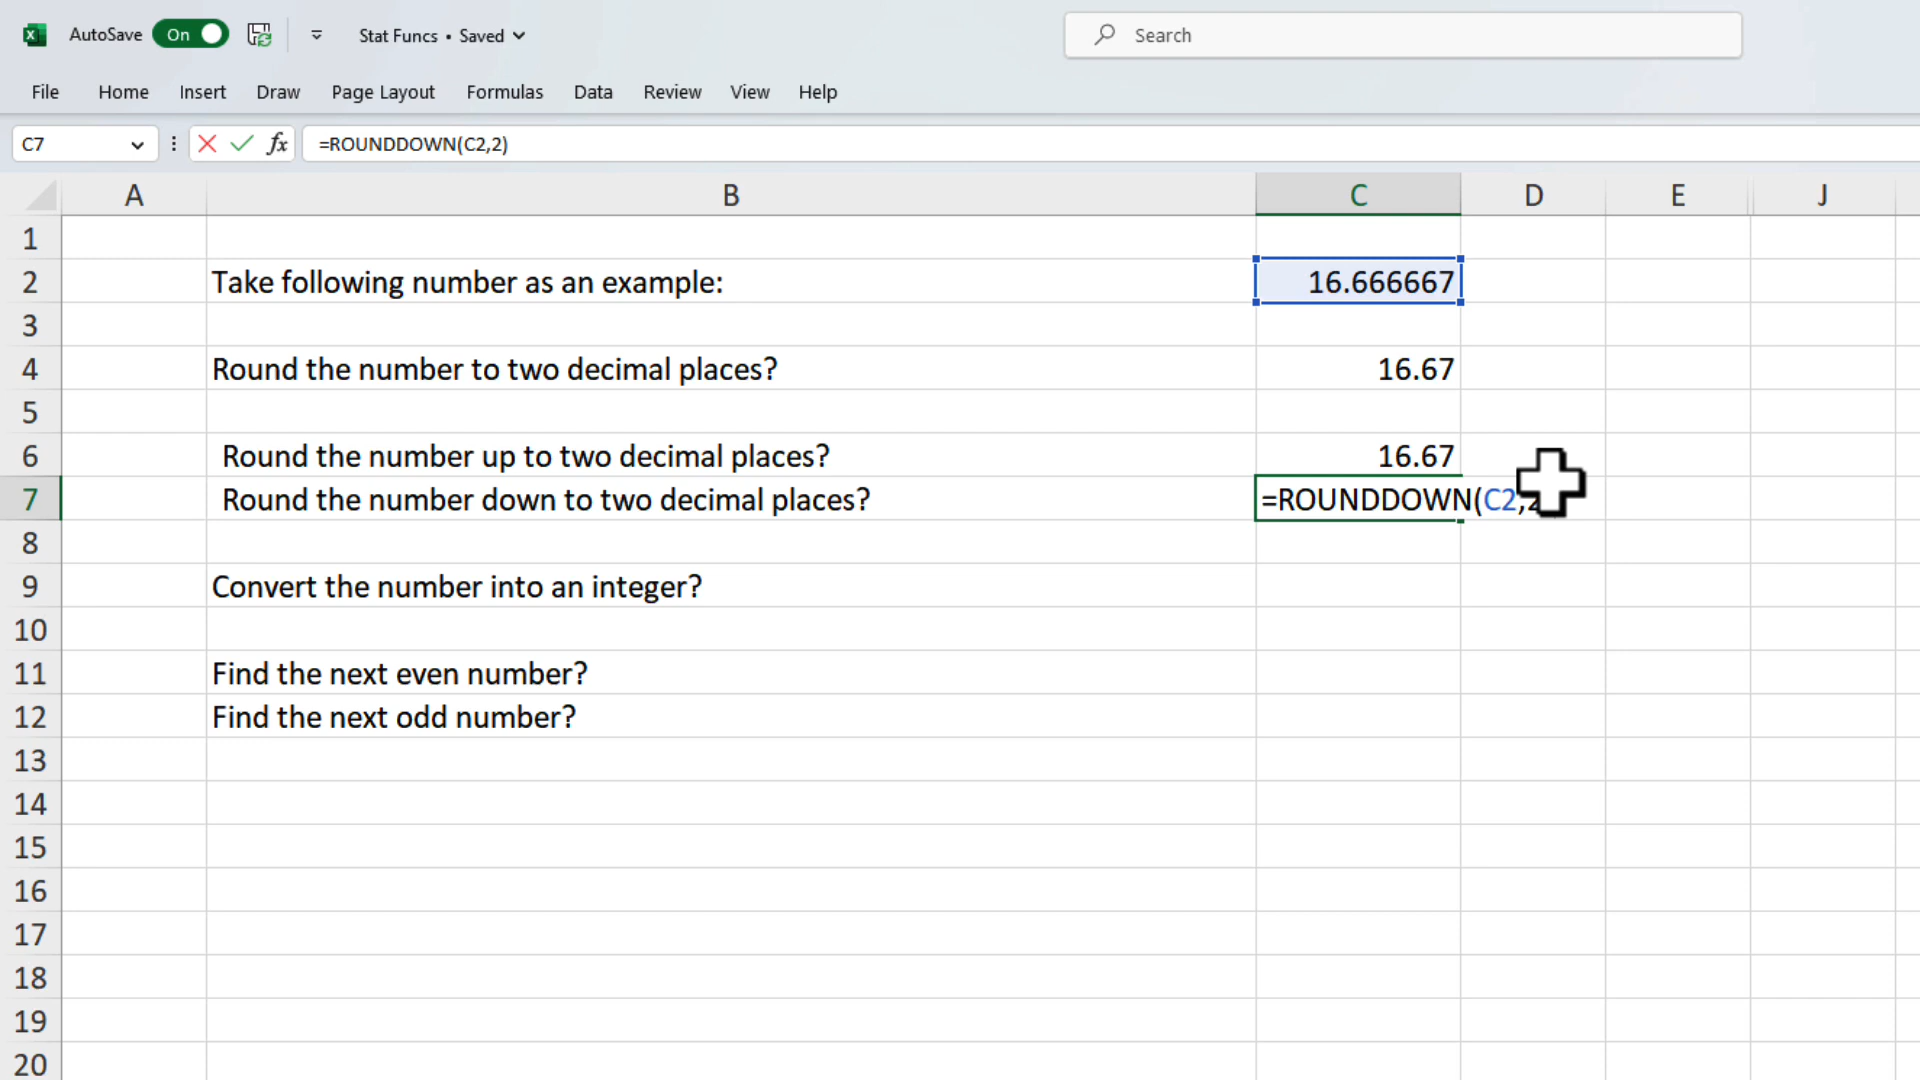 AutoSave On Stat Funcs • Saved Search
File Home Insert Draw Page Layout Formulas Data Review View Help
C7 fx =ROUNDDOWN(C2,2)
A B C D E J
1
2 Take following number as an example: 16.666667
3
4 Round the number to two decimal places? 16.67
5
6 Round the number up to two decimal places? 16.67
7 Round the number down to two decimal places? =ROUNDDOWN(C2,2
8
9 Convert the number into an integer?
10
11 Find the next even number?
12 Find the next odd number?
13
14
15
16
17
18
19
20